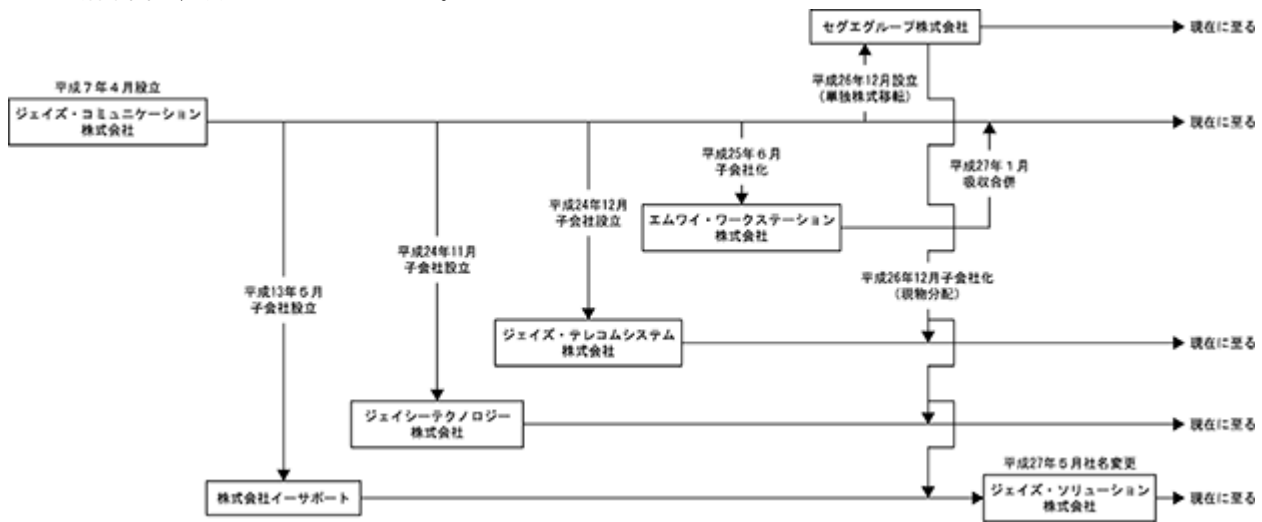 セグエグループ株式会社
現在に至る
平成26年12月設立
(単独株式移転)
平成7年4月設立
ジェイズ・コミュニケーション
株式会社
現在に至る
平成25年6月
子会社化
平成27年1月
吸収合併
平成24年12月
子会社設立
エムワイ・ワークステーション
株式会社
平成24年11月
子会社設立
平成26年12月子会社化
(現物分配)
平成13年5月
子会社設立
ジェイズ・テレコムシステム
株式会社
現在に至る
ジェイシーテクノロジー
株式会社
現在に至る
平成27年5月社名変更
株式会社イーサポート
ジェイズ・ソリューション
株式会社
現在に至る